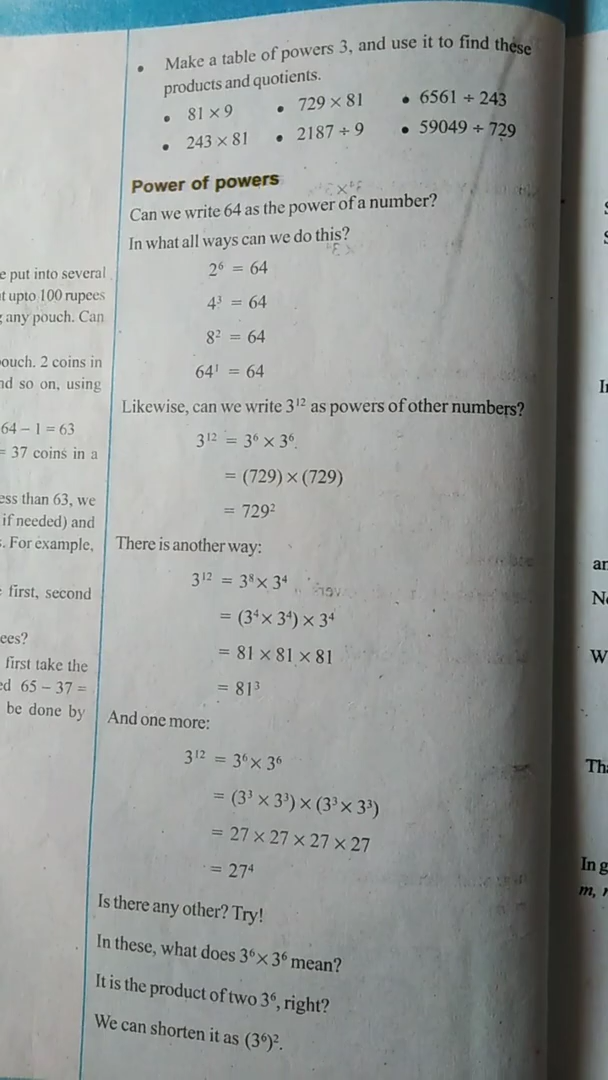 • Make a table of powers 3, and use it to find these
products and quotients.
• 81 × 9 • 729 × 81 • 6561 ÷ 243
• 243 × 81 • 2187 ÷ 9 • 59049 ÷ 729
Power of powers
Can we write 64 as the power of a number?
In what all ways can we do this?
2⁶ = 64
4³ = 64
8² = 64
64¹ = 64
Likewise, can we write 3¹² as powers of other numbers?
3¹² = 3⁶ × 3⁶.
= (729) × (729)
= 729²
There is another way:
3¹² = 3⁸ × 3⁴
= (3⁴ × 3⁴) × 3⁴
= 81 × 81 × 81
= 81³
And one more:
3¹² = 3⁶ × 3⁶
= (3³ × 3³) × (3³ × 3³)
= 27 × 27 × 27 × 27
= 27⁴
Is there any other? Try!
In these, what does 3⁶ × 3⁶ mean?
It is the product of two 3⁶, right?
We can shorten it as (3⁶)².
put into several
upto 100 rupees
any pouch. Can
pouch. 2 coins in
and so on, using
64 – 1 = 63
= 37 coins in a
less than 63, we
if needed) and
. For example,
first, second
first take the
65 – 37 =
be done by
In g
m,